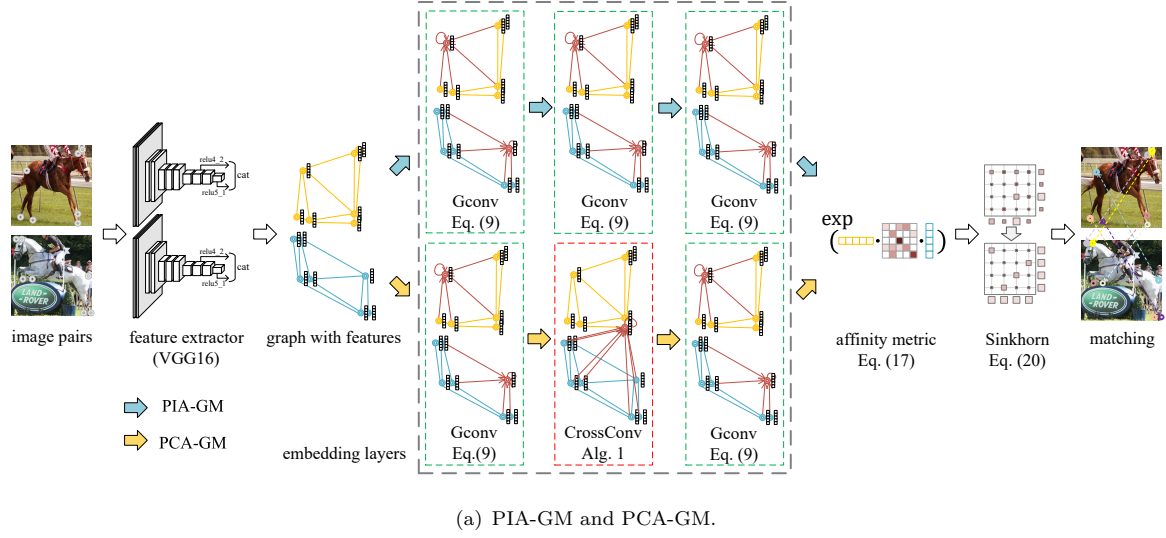 relu4_2
cat
relu5_1
relu4_2
cat
relu5_1
LAND-
-ROVER
LAND-
-ROVER
image pairs
feature extractor
(VGG16)
graph with features
Gconv
Eq. (9)
Gconv
Eq. (9)
Gconv
Eq. (9)
Gconv
Eq.(9)
CrossConv
Alg. 1
Gconv
Eq. (9)
embedding layers
exp
( · · )
affinity metric
Eq. (17)
Sinkhorn
Eq. (20)
matching
PIA-GM
PCA-GM
(a) PIA-GM and PCA-GM.